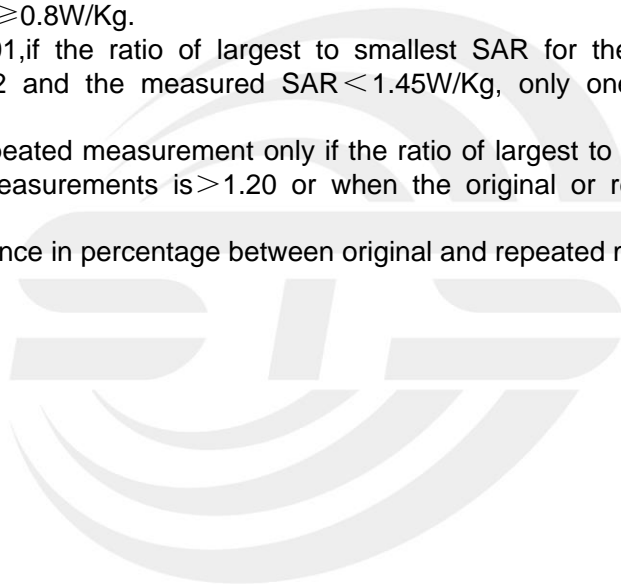 ≥0.8W/Kg.
01,if the ratio of largest to smallest SAR for the
2 and the measured SAR＜1.45W/Kg, only one
peated measurement only if the ratio of largest to
easurements is＞1.20 or when the original or re
ence in percentage between original and repeated m
STS